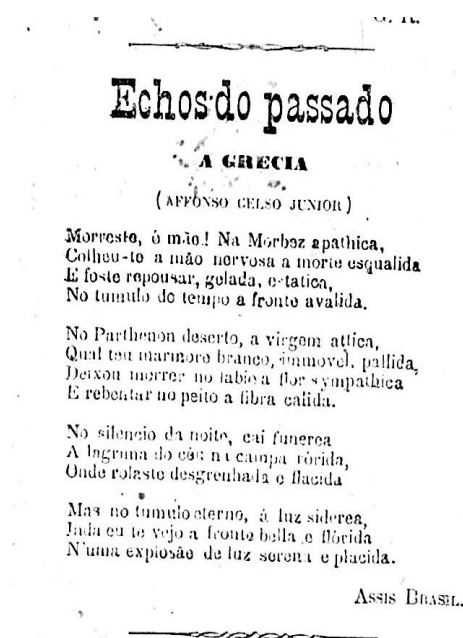 Echos do passado
A GRECIA
(AFFONSO CELSO JUNIOR)
Morreste, ó mão! Na Morbez apathica,
Colheu-te a mão nervosa a morte esqualida
E foste repousar, gelada, estatica,
No tumulo do tempo a fronte avalida.
No Parthenon deserto, a virgem attica,
Qual teu marmore branco, immovel, pallida,
Deixou morrer no labio a flor sympathica
E rebentar no peito a fibra calida.
No silencio da noite, cai funerea
A lagrima do céu na campa rórida,
Onde rolaste desgrenhada e flacida
Mas no tumulo eterno, á luz siderea,
Inda eu te vejo a fronte bella e flórida
N'uma explosão de luz serena e placida.
ASSIS BRASIL.